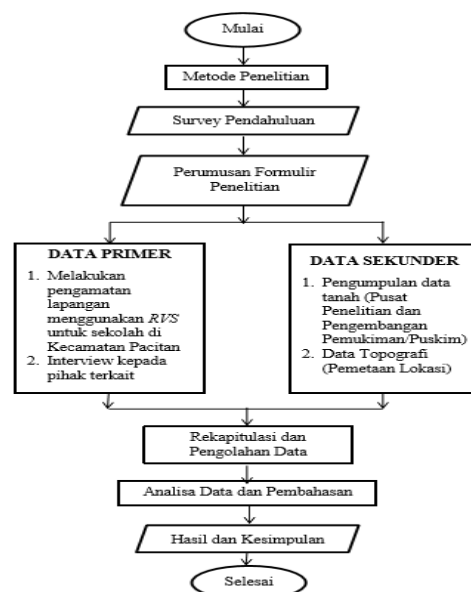 Mulai
Metode Penelitian
Survey Pendahuluan
Perumusan Formulir
Penelitian
DATA PRIMER
1. Melakukan
pengamatan
lapangan
menggunakan RVS
untuk sekolah di
Kecamatan Pacitan
2. Interview kepada
pihak terkait
DATA SEKUNDER
1. Pengumpulan data
tanah (Pusat
Penelitian dan
Pengembangan
Pemukiman/Puskim)
2. Data Topografi
(Pemetaan Lokasi)
Rekapitulasi dan
Pengolahan Data
Analisa Data dan Pembahasan
Hasil dan Kesimpulan
Selesai